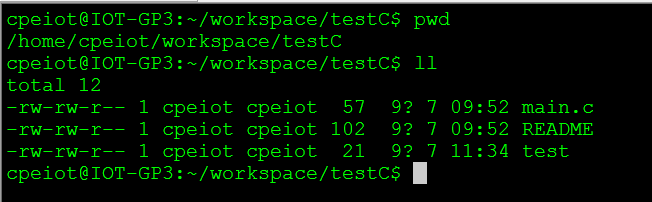 cpeiot@IOT-GP3:~/workspace/testC$ pwd
/home/cpeiot/workspace/testC
cpeiot@IOT-GP3:~/workspace/testC$ ll
total 12
-rw-rw-r-- 1 cpeiot cpeiot  57  9? 7 09:52 main.c
-rw-rw-r-- 1 cpeiot cpeiot 102  9? 7 09:52 README
-rw-rw-r-- 1 cpeiot cpeiot  21  9? 7 11:34 test
cpeiot@IOT-GP3:~/workspace/testC$